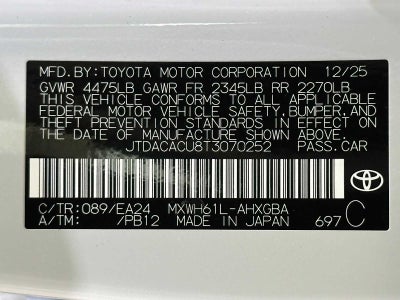 MFD.BY:TOYOTA MOTOR CORPORATION 12/25
GVWR 4475LB GAWR FR 2345LB RR 2270LB
THIS VEHICLE CONFORMS TO ALL APPLICABLE
FEDERAL MOTOR VEHICLE SAFETY,BUMPER,AND
THEFT PREVENTION STANDARDS IN EFFECT ON
THE DATE OF MANUFACTURE SHOWN ABOVE.
JTDACACU8T3070252 PASS.CAR
C/TR:089/EA24 MXWH61L-AHXGBA
A/TM: /PB12 MADE IN JAPAN 697 C